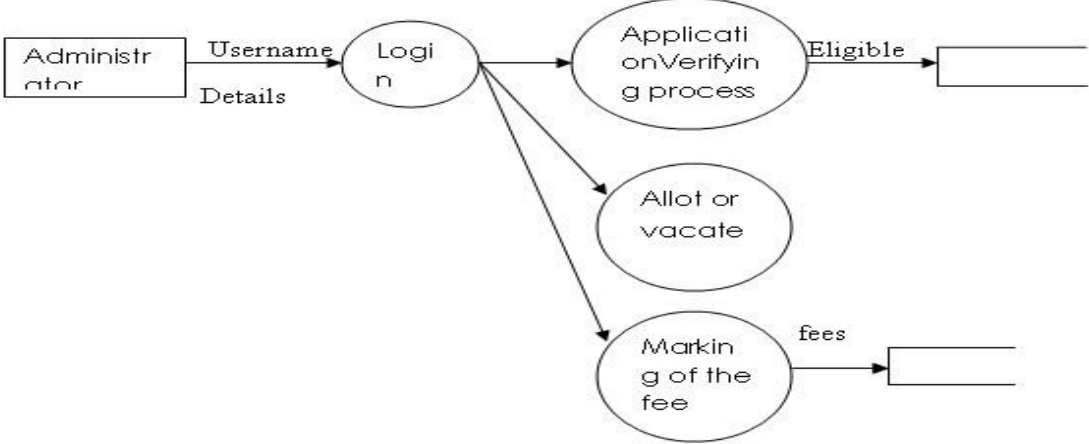 Administr
ator
Username
Details
Logi
n
Applicati
onVerifyin
g process
Eligible
Allot or
vacate
Markin
g of the
fee
fees